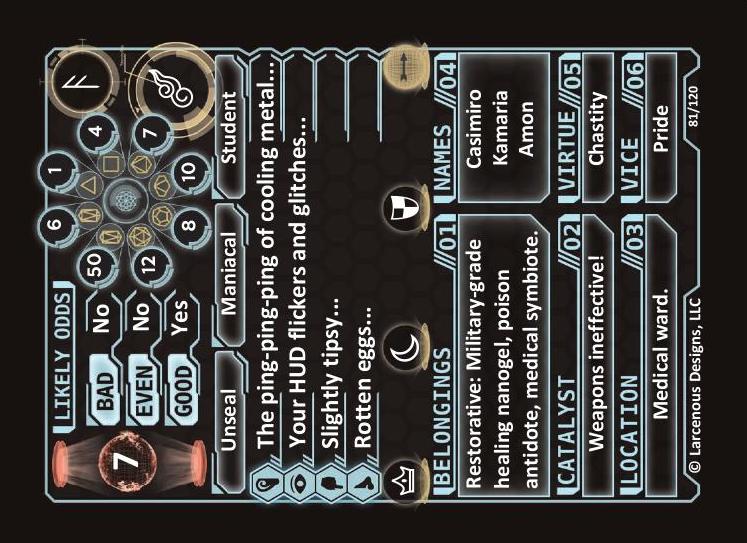 7
LIKELY ODDS
BAD No
EVEN No
GOOD Yes
1
6
4
50
7
12
10
8
Unseal
Maniacal
Student
The ping-ping-ping of cooling metal...
Your HUD flickers and glitches...
Slightly tipsy...
Rotten eggs...
BELONGINGS //01
Restorative: Military-grade
healing nanogel, poison
antidote, medical symbiote.
NAMES //04
Casimiro
Kamaria
Amon
CATALYST //02
Weapons ineffective!
VIRTUE //05
Chastity
LOCATION //03
Medical ward.
VICE //06
Pride
© Larcenous Designs, LLC
81/120